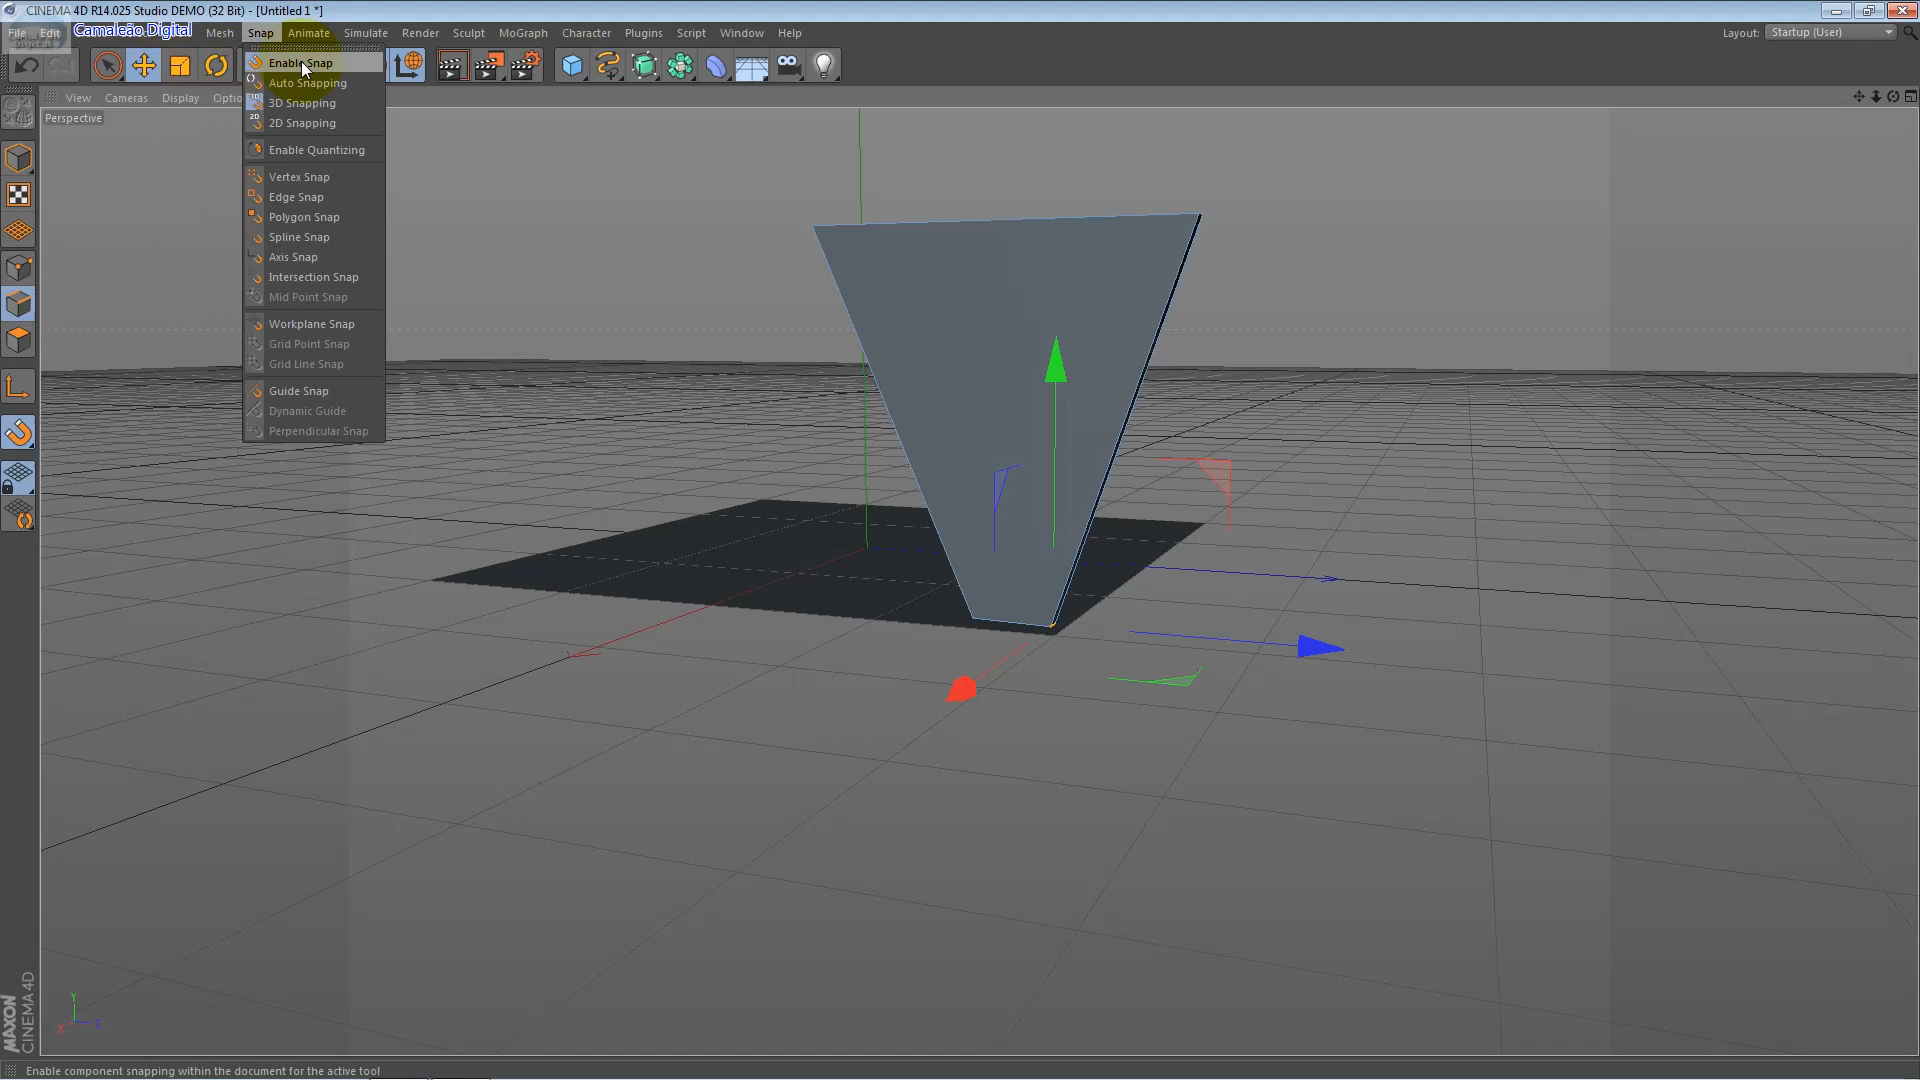 CINEMA 4D R14.025 Studio DEMO (32 Bit) - [Untitled 1 *]
File Edit Camaleão Digital Mesh Snap Animate Simulate Render Sculpt MoGraph Character Plugins Script Window Help Layout: Startup (User)
Enable Snap
Auto Snapping
3D Snapping
2D Snapping
Enable Quantizing
Vertex Snap
Edge Snap
Polygon Snap
Spline Snap
Axis Snap
Intersection Snap
Mid Point Snap
Workplane Snap
Grid Point Snap
Grid Line Snap
Guide Snap
Dynamic Guide
Perpendicular Snap
View Cameras Display Optio
Perspective
3D
2D
Y
X Z
MAXON
CINEMA 4D
Enable component snapping within the document for the active tool